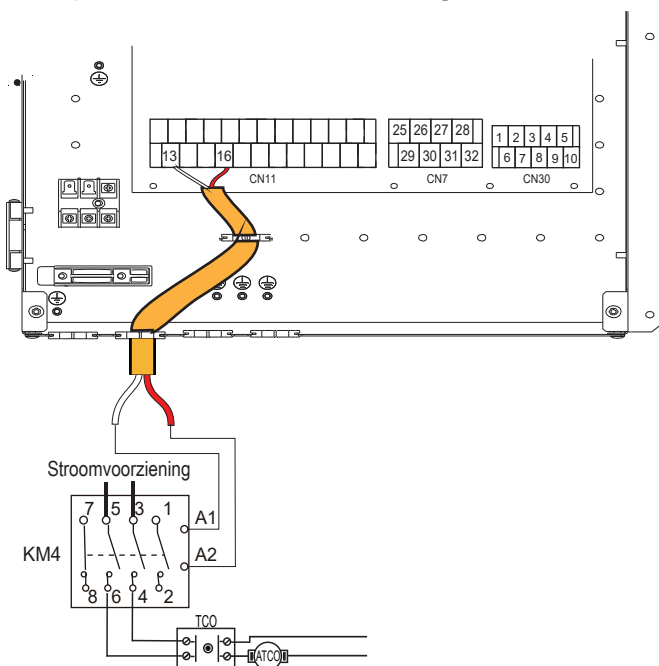 25 26 27 28
1 2 3 4 5
13 16
29 30 31 32
6 7 8 9 10
CN11
CN7
CN30
Stroomvoorziening
7 5 3 1
A1
KM4
A2
8 6 4 2
TCO
ATCO